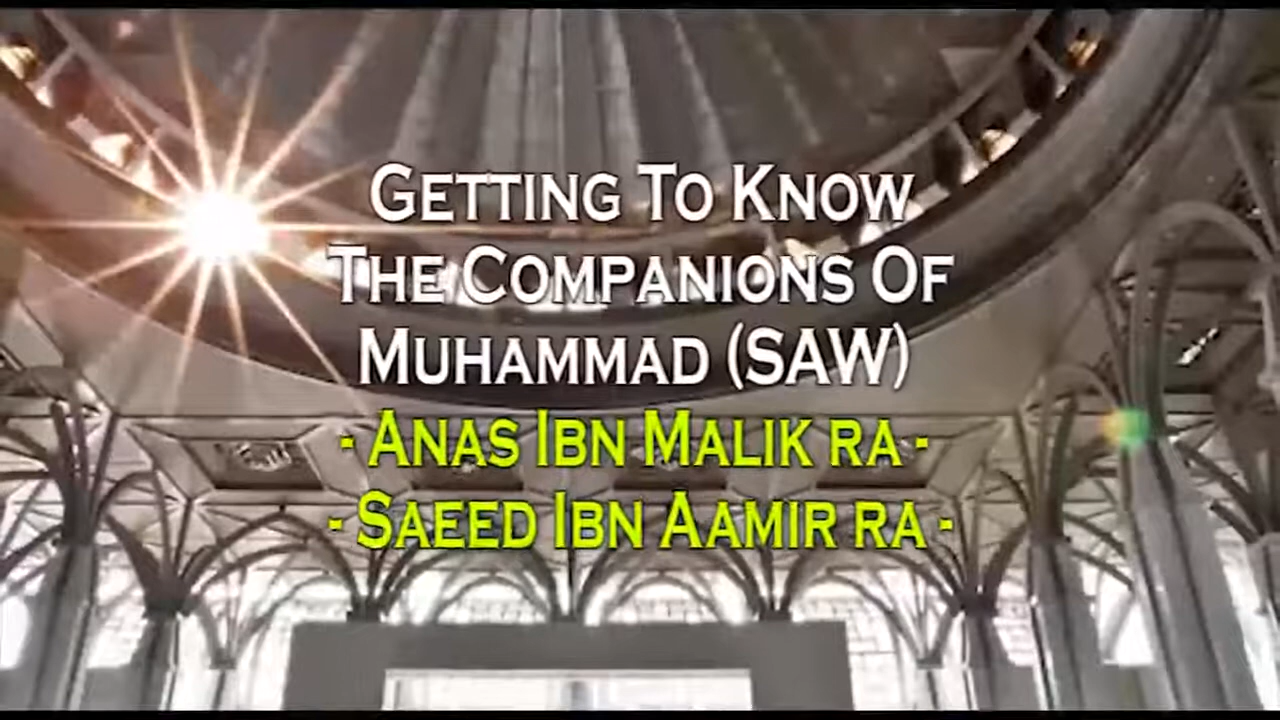 Getting To Know
The Companions Of
Muhammad (SAW)
- Anas Ibn Malik ra -
- Saeed Ibn Aamir ra -